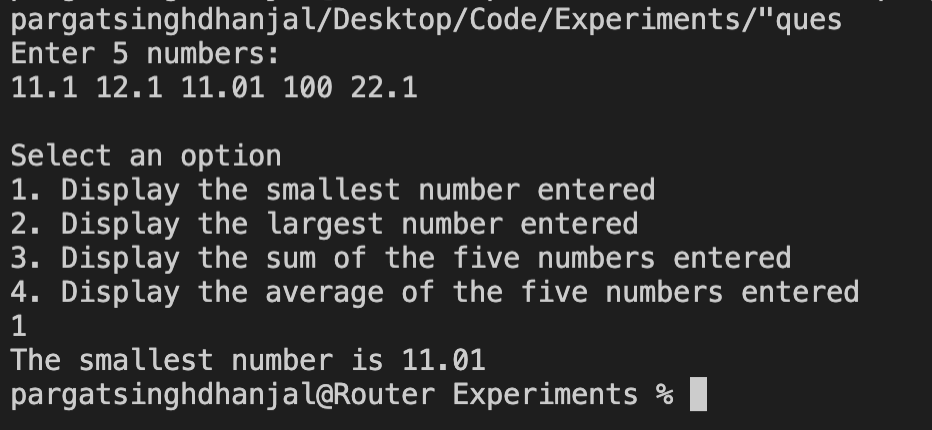 pargatsinghdhanjal/Desktop/Code/Experiments/"ques
Enter 5 numbers:
11.1 12.1 11.01 100 22.1
Select an option
1. Display the smallest number entered
2. Display the largest number entered
3. Display the sum of the five numbers entered
4. Display the average of the five numbers entered
1
The smallest number is 11.01
pargatsinghdhanjal@Router Experiments %